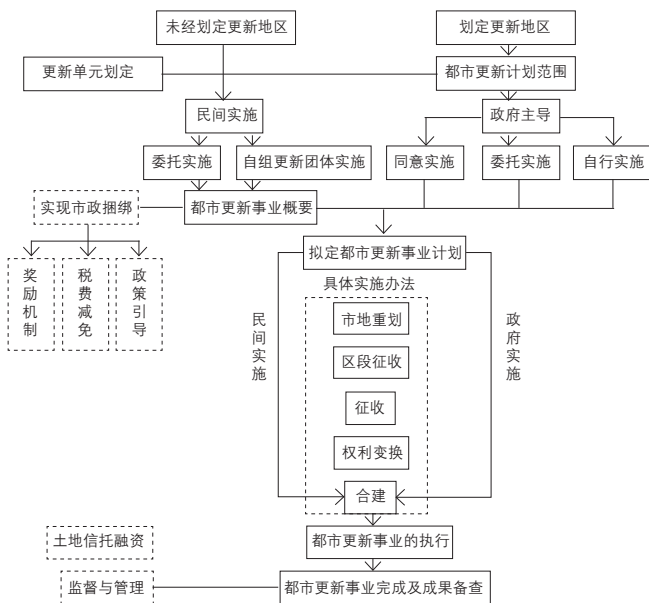 未经划定更新地区
划定更新地区
更新单元划定
都市更新计划范围
民间实施
政府主导
委托实施
自组更新团体实施
同意实施
委托实施
自行实施
实现市政捆绑
都市更新事业概要
拟定都市更新事业计划
奖励机制
税费减免
政策引导
具体实施办法
民间实施
市地重划
区段征收
征收
权利变换
合建
政府实施
都市更新事业的执行
土地信托融资
监督与管理
都市更新事业完成及成果备查